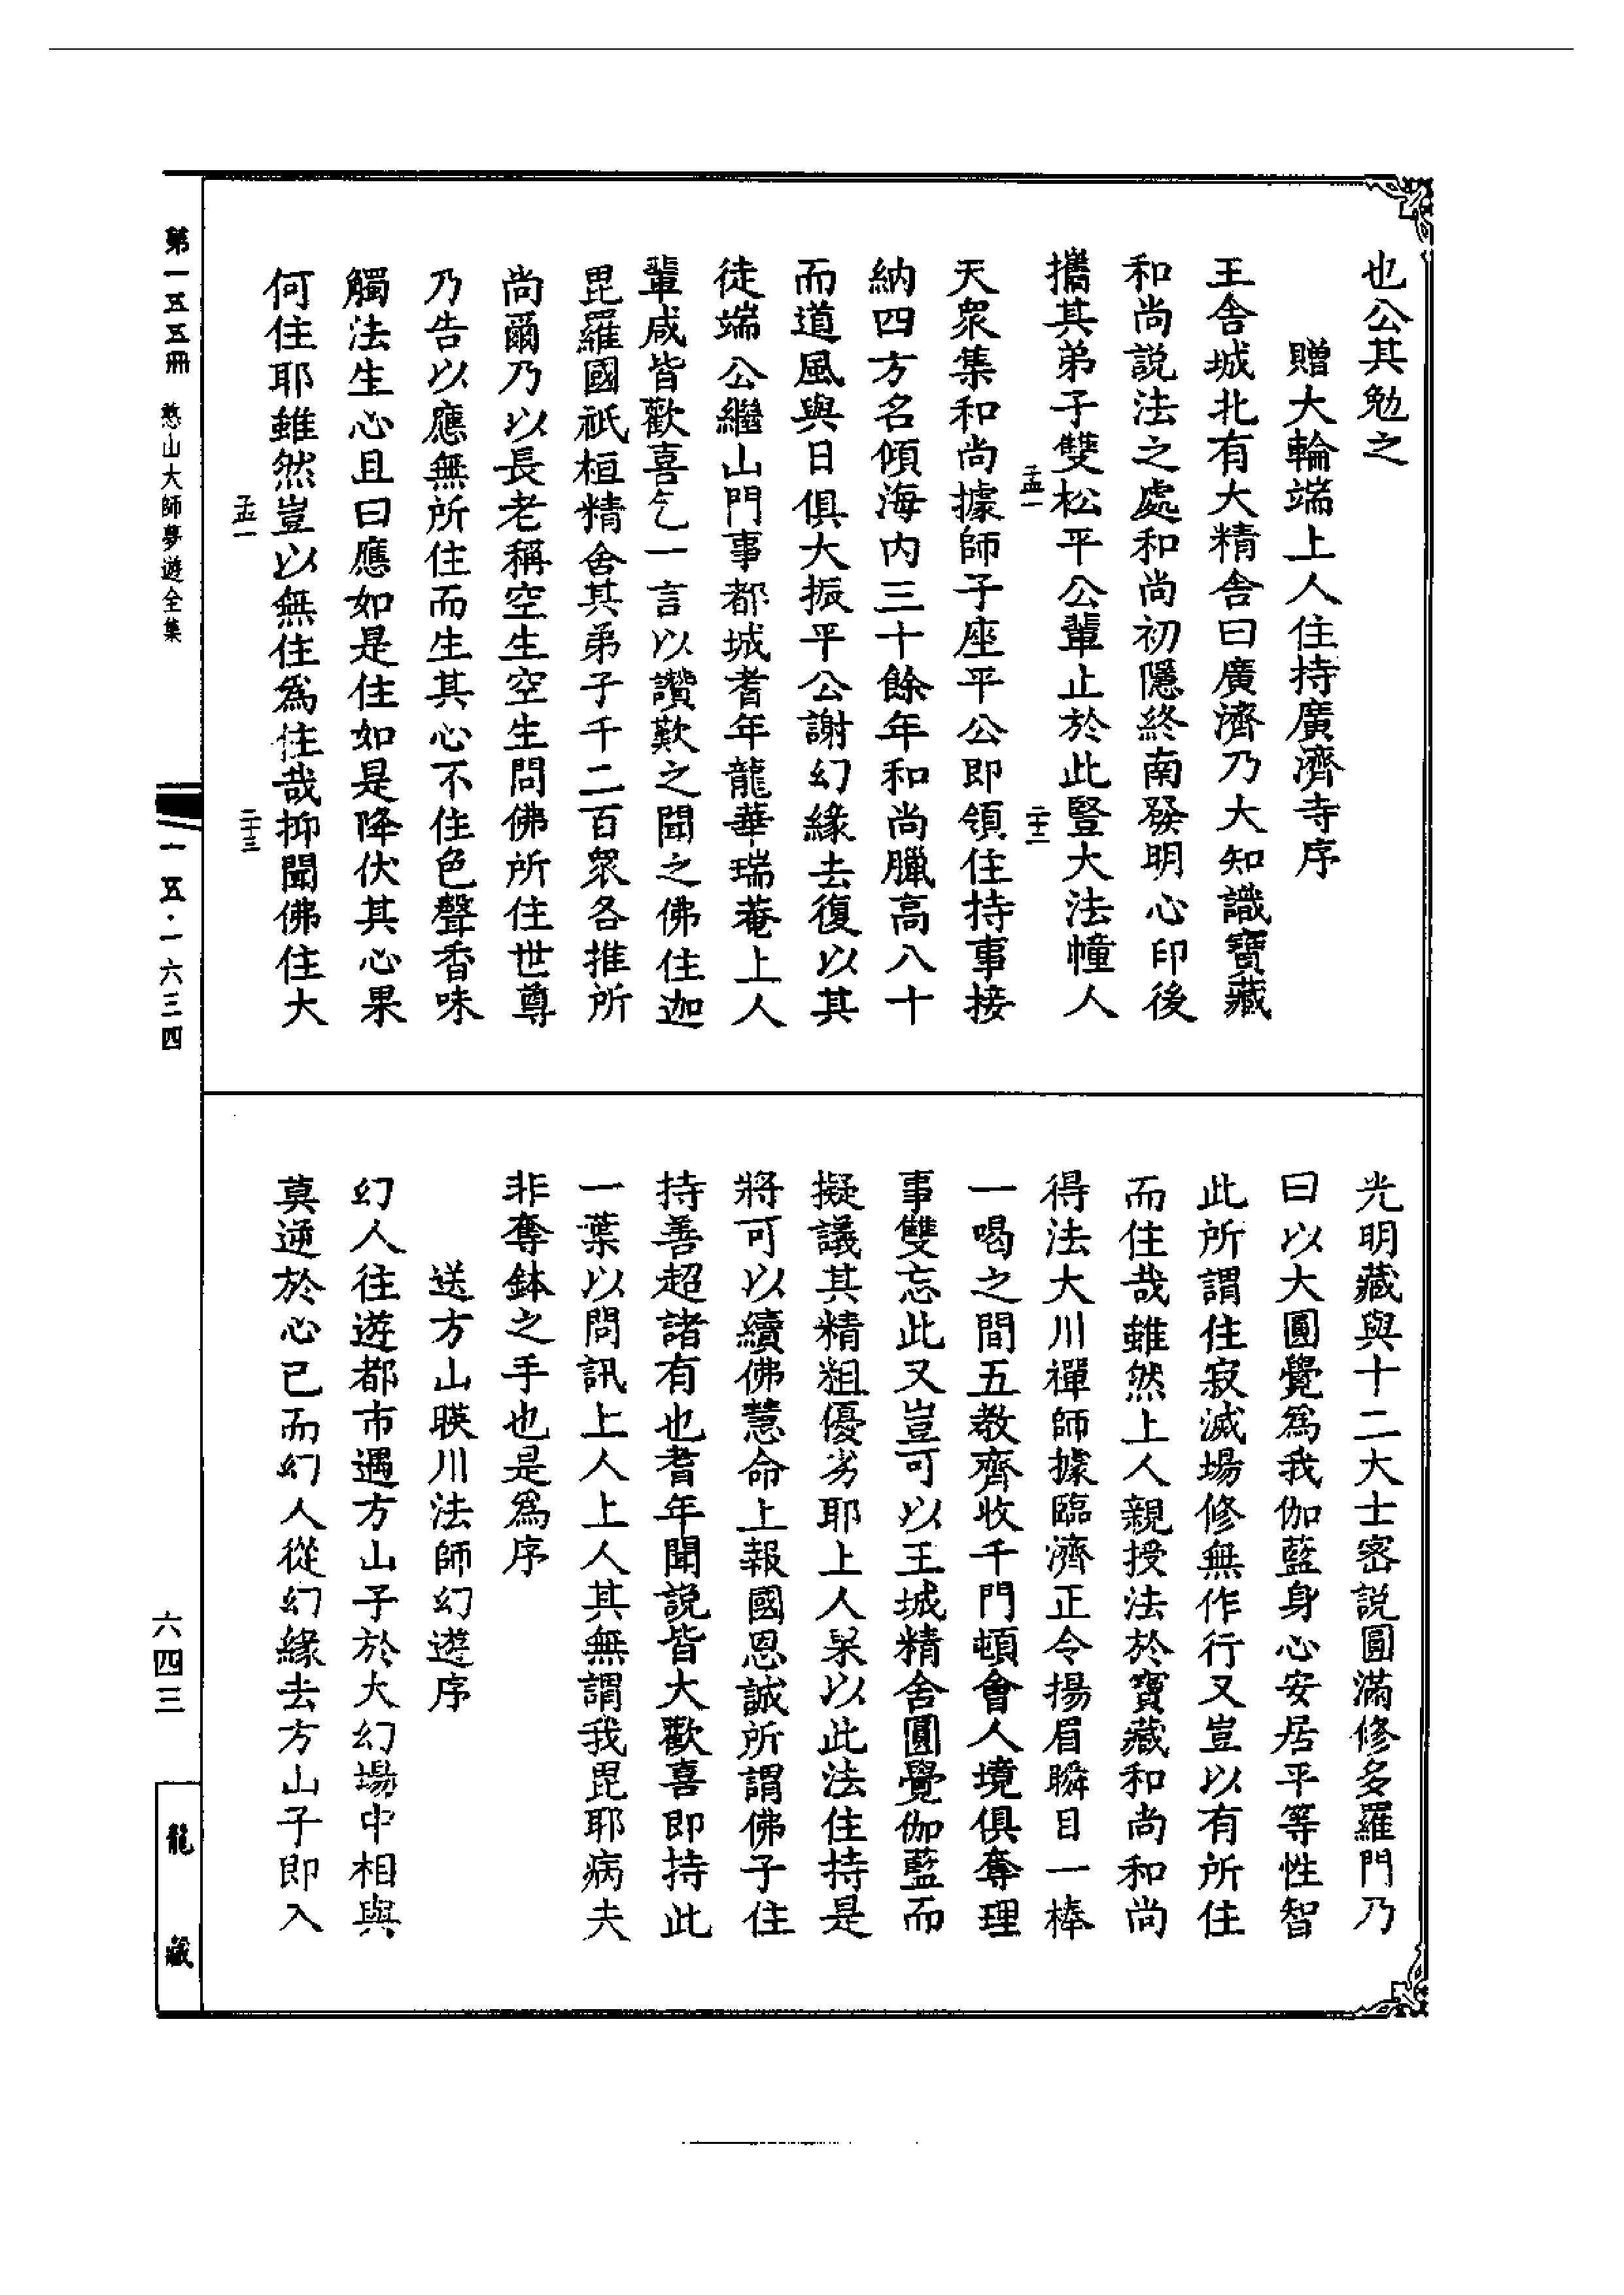 也公其勉之
贈大輪端上人住持廣濟寺序
王舍城北有大精舍曰廣濟乃大知識寶藏
和尚說法之處和尚初隱終南發明心印後
攜其弟子雙松平公輩止於此豎大法幢人
天眾集和尚據師子座平公即領住持事接
納四方名傾海內三十餘年和尚臘高八十
而道風與日俱大振平公謝幻緣去復以其
徒端公繼山門事都城耆年龍華瑞菴上人
輩咸皆歡喜乞一言以讚歎之聞之佛住迦
毘羅國祇桓精舍其弟子千二百眾各推所
尚爾乃以長老稱空生空生問佛所住世尊
乃告以應無所住而生其心不住色聲香味
觸法生心且曰應如是住如是降伏其心果
何住耶雖然豈以無住為住哉抑聞佛住大
光明藏與十二大士密說圓滿修多羅門乃
曰以大圓覺為我伽藍身心安居平等性智
此所謂住寂滅場修無作行又豈以有所住
而住哉雖然上人親授法於寶藏和尚和尚
得法大川禪師據臨濟正令揚眉瞬目一棒
一喝之間五教齊收千門頓會人境俱奪理
事雙忘此又豈可以王城精舍圓覺伽藍而
擬議其精粗優劣耶上人杲以此法住持是
將可以續佛慧命上報國恩誠所謂佛子住
持善超諸有也耆年聞說皆大歡喜即持此
一葉以問訊上人上人其無謂我毘耶病夫
非奪鉢之手也是為序
送方山暎川法師幻遊序
幻人往遊都市遇方山子於大幻場中相與
莫逆於心已而幻人從幻緣去方山子即入
第一五五冊 憨山大師夢遊全集
一五·一六三四
六四三
龍藏